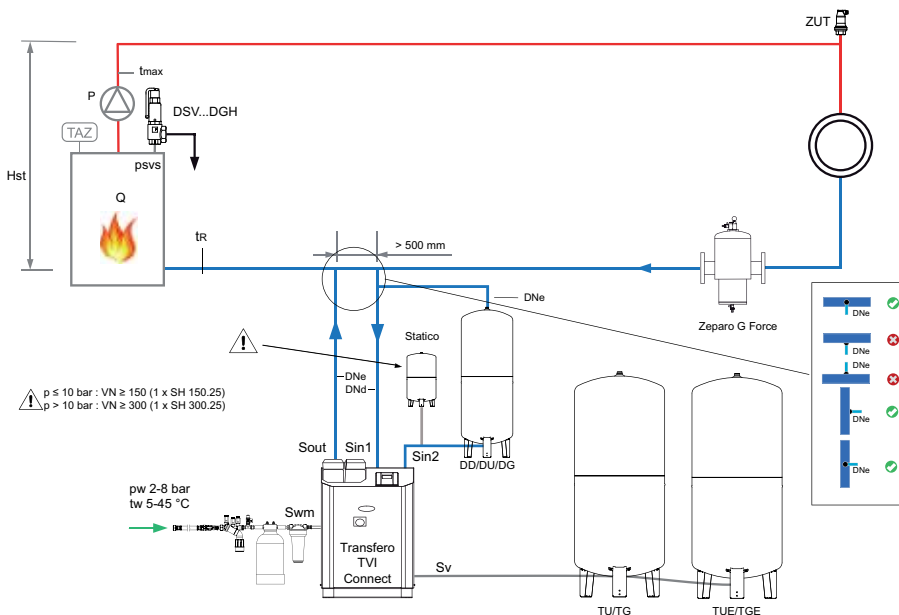 ZUT
tmax
P
DSV...DGH
TAZ
psvs
Hst
Q
tR
> 500 mm
DNe
Zeparo G Force
Statico
DNe
DNe
DNe
DNe
DNe
DNe
DNd
p ≤ 10 bar : VN ≥ 150 (1 x SH 150.25)
p > 10 bar : VN ≥ 300 (1 x SH 300.25)
Sout
Sin1
Sin2
DD/DU/DG
pw 2-8 bar
tw 5-45 °C
Swm
Transfero
TVI
Connect
Sv
TU/TG
TUE/TGE